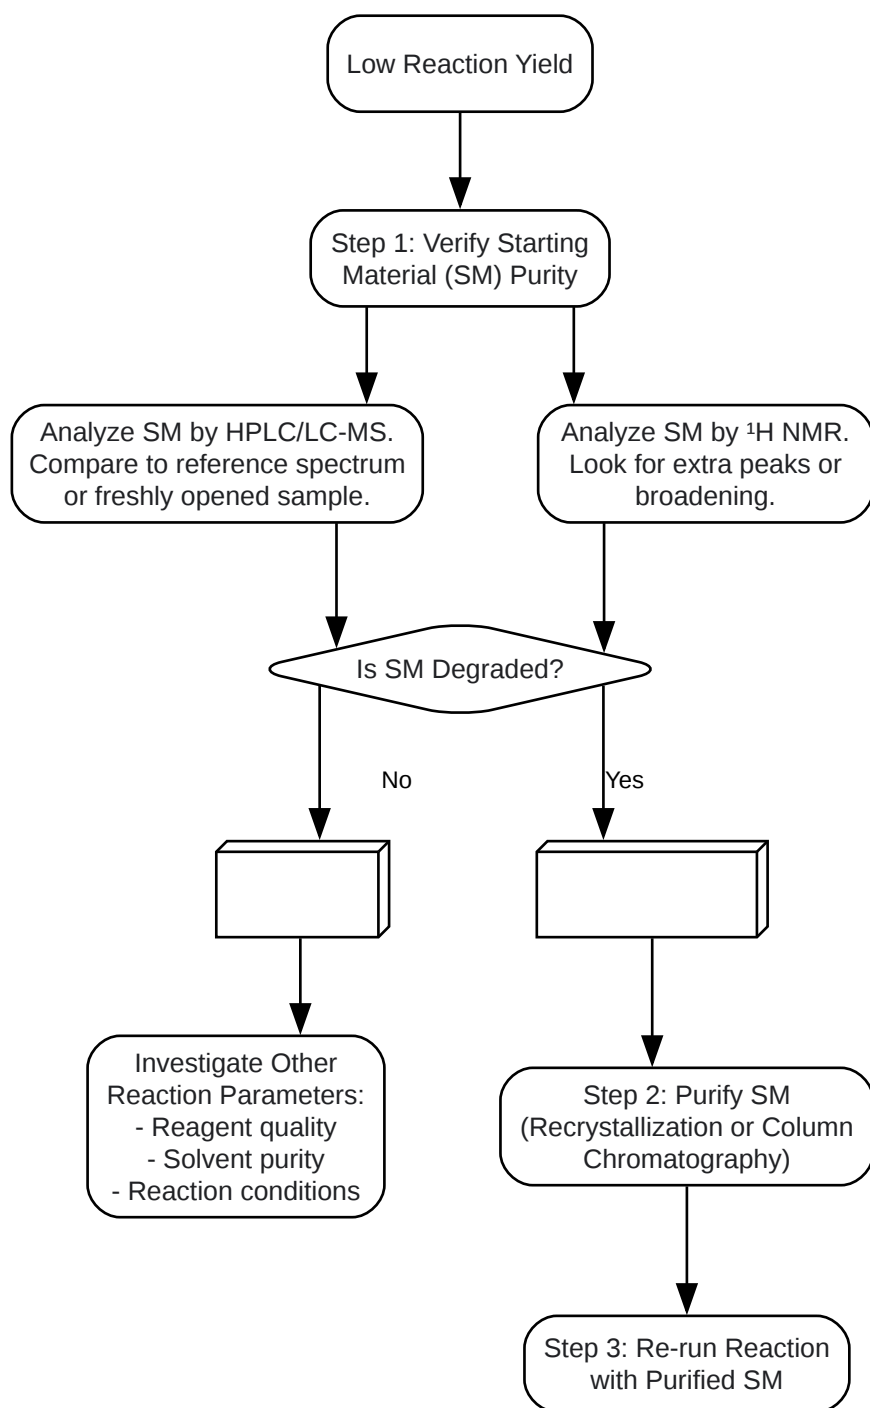 Low Reaction Yield
Step 1: Verify Starting
Material (SM) Purity
Analyze SM by HPLC/LC-MS.
Compare to reference spectrum
or freshly opened sample.
Analyze SM by ¹H NMR.
Look for extra peaks or
broadening.
Is SM Degraded?
No
Yes
Investigate Other
Reaction Parameters:
- Reagent quality
- Solvent purity
- Reaction conditions
Step 2: Purify SM
(Recrystallization or Column
Chromatography)
Step 3: Re-run Reaction
with Purified SM